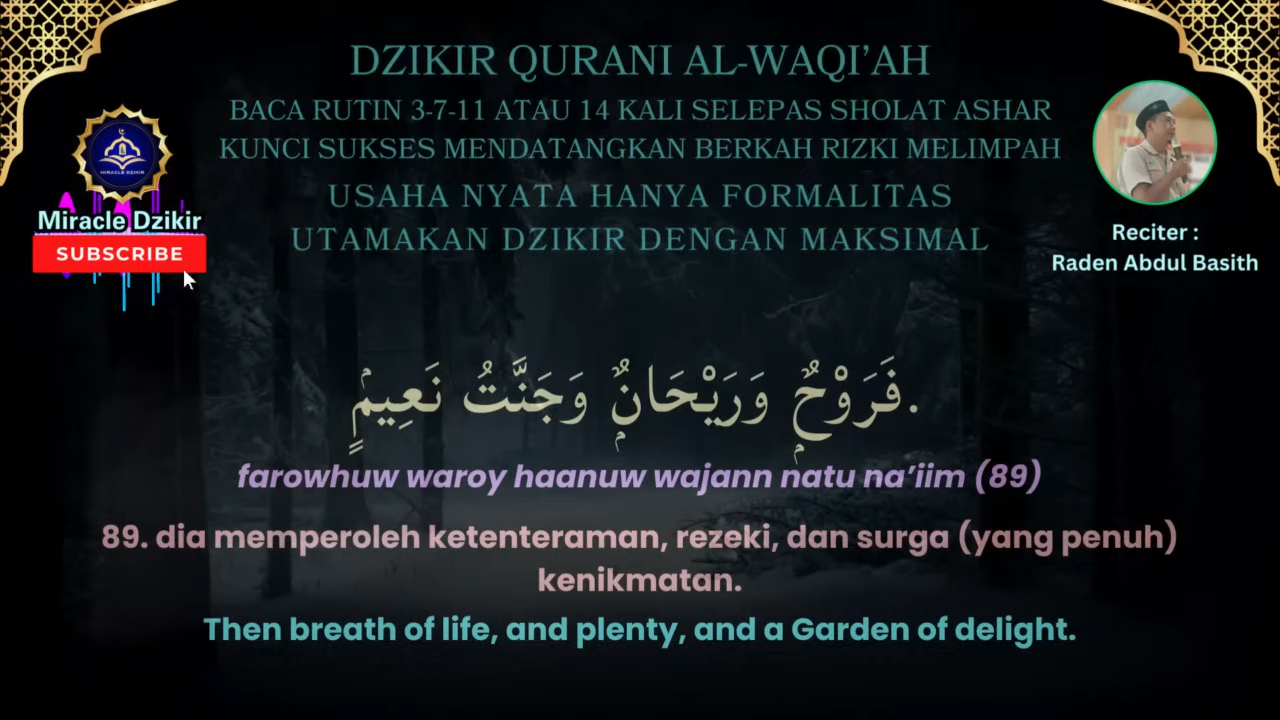 DZIKIR QURANI AL-WAQI'AH
BACA RUTIN 3-7-11 ATAU 14 KALI SELEPAS SHOLAT ASHAR
KUNCI SUKSES MENDATANGKAN BERKAH RIZKI MELIMPAH
USAHA NYATA HANYA FORMALITAS
UTAMAKAN DZIKIR DENGAN MAKSIMAL
MIRACLE DZIKIR
Miracle Dzikir
SUBSCRIBE
Reciter :
Raden Abdul Basith
فَرَوْحٌۭ وَرَيْحَانٌۭ وَجَنَّتُ نَعِيمٍۢ.
farowhuw waroy haanuw wajann natu na’iim (89)
89. dia memperoleh ketenteraman, rezeki, dan surga (yang penuh)
kenikmatan.
Then breath of life, and plenty, and a Garden of delight.